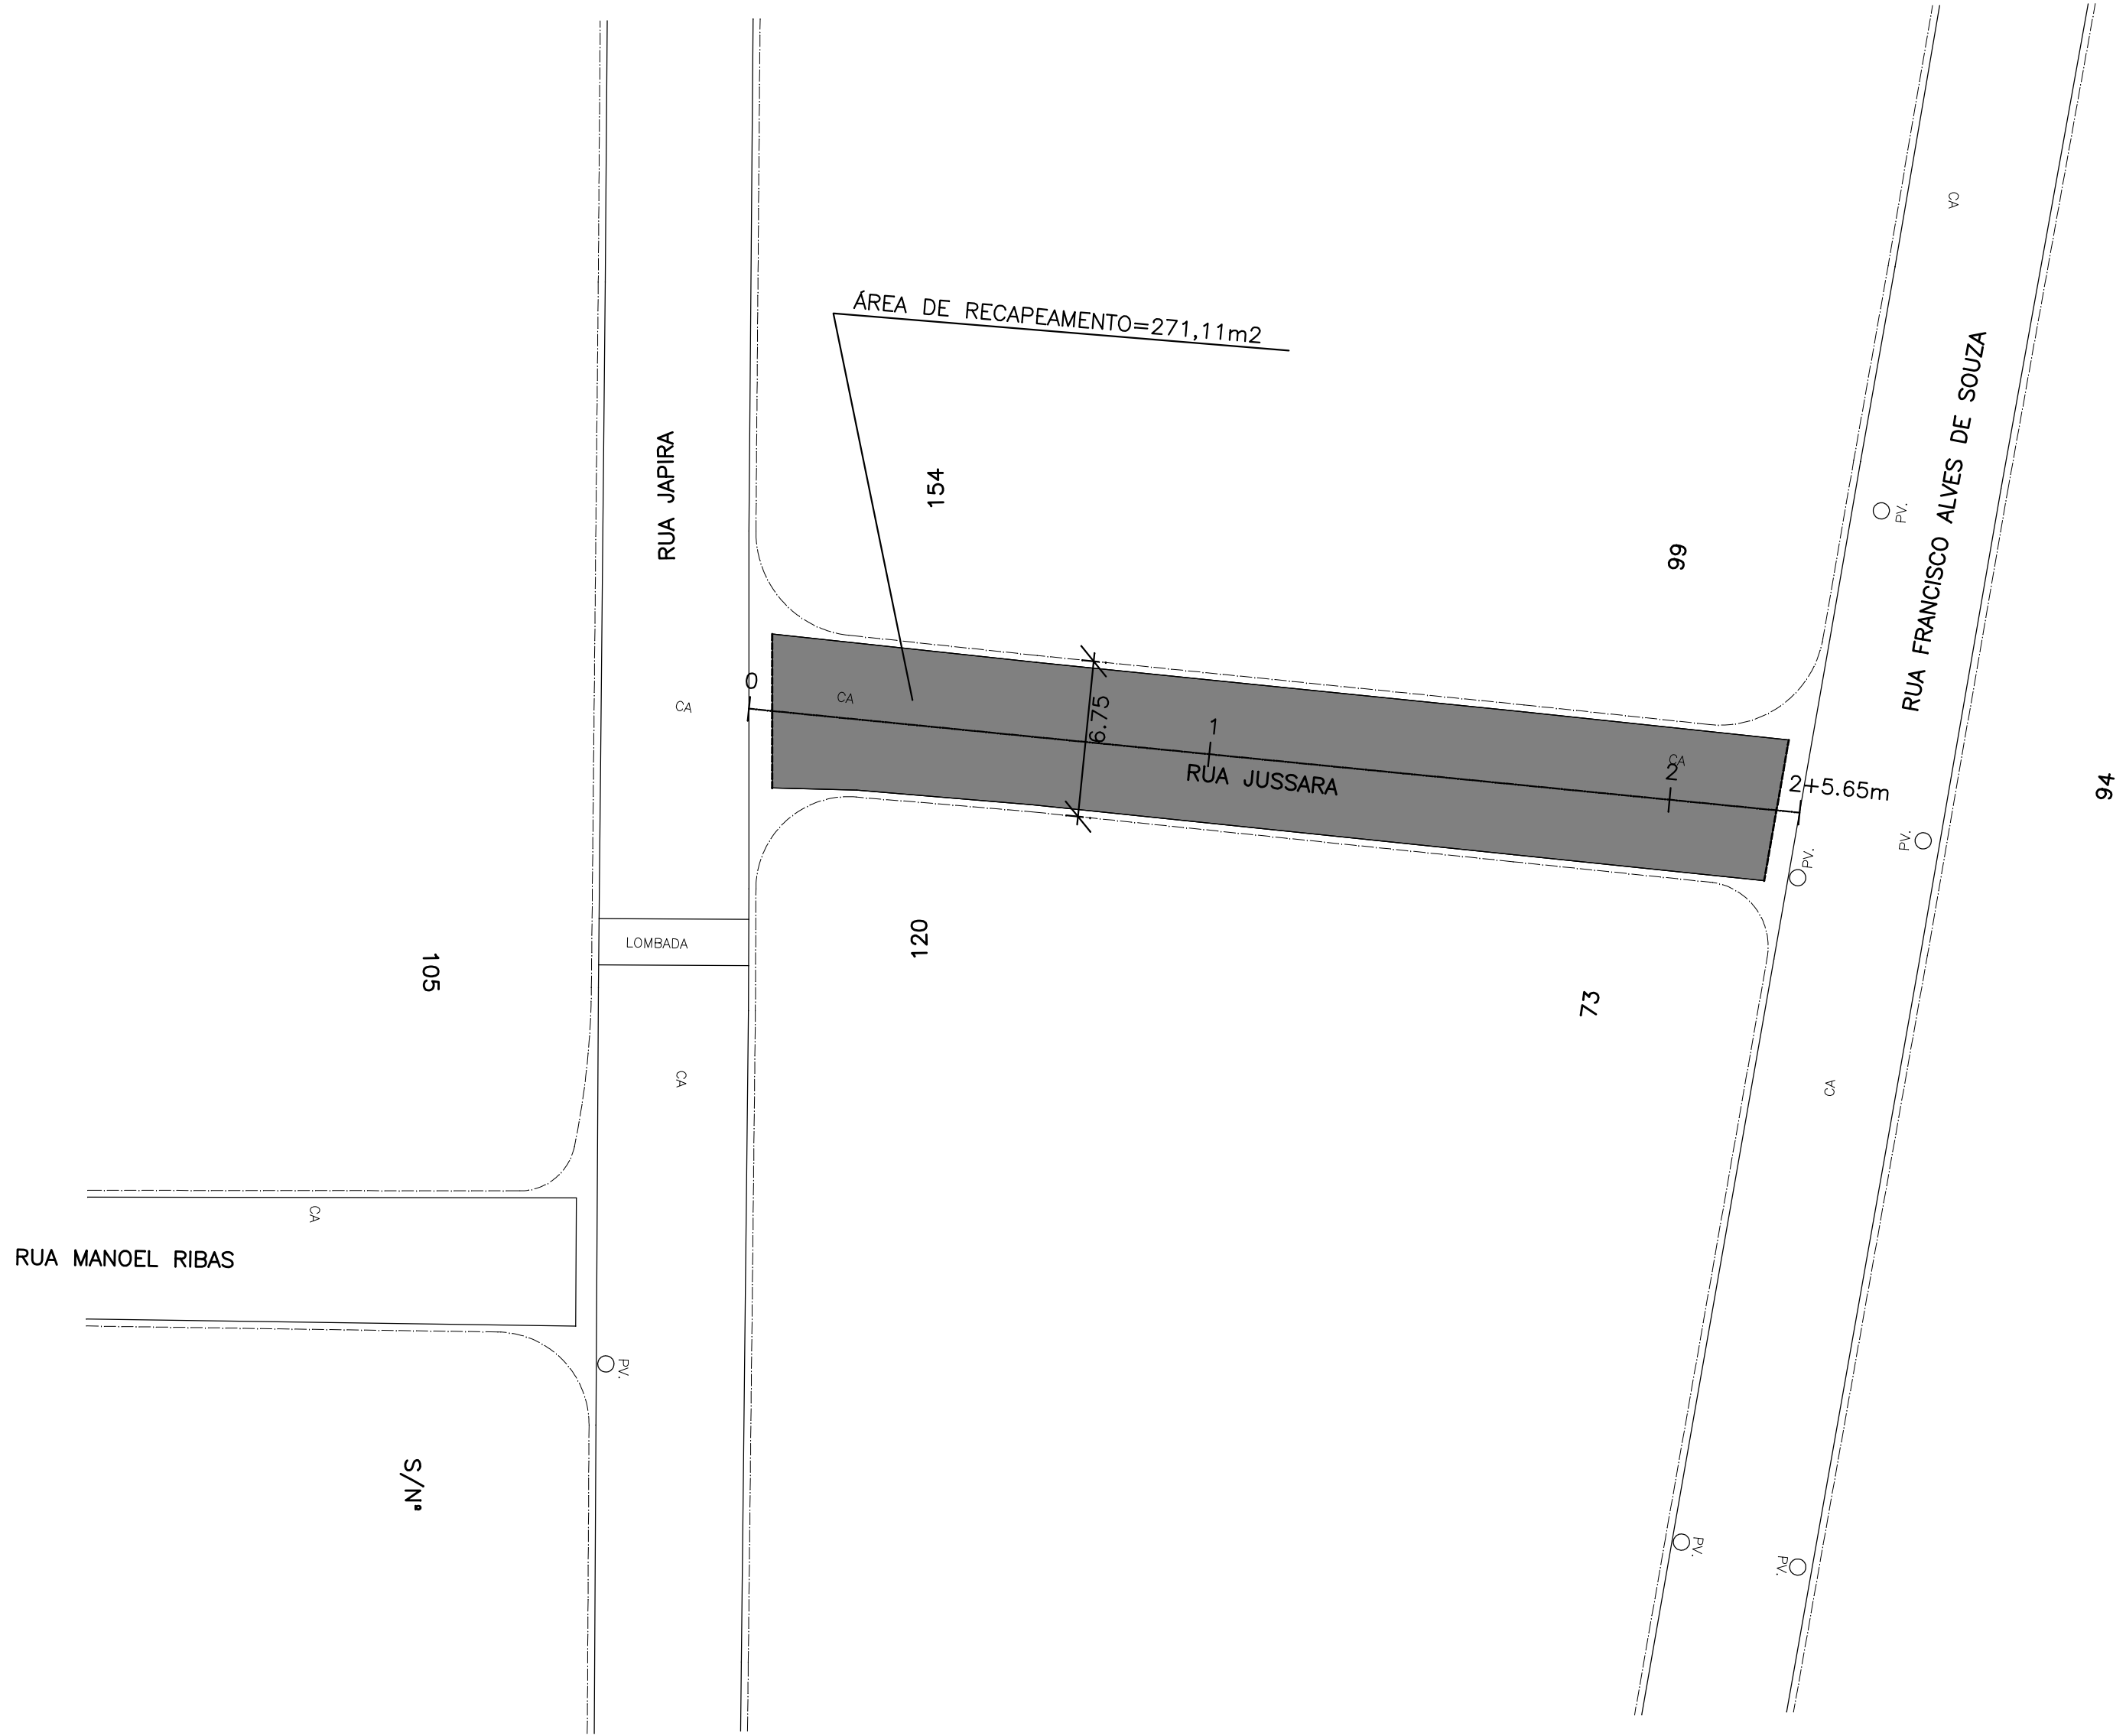 CA
ÁREA DE RECAPEAMENTO=271,11m2
RUA JAPIRA
154
99
PV.
RUA FRANCISCO ALVES DE SOUZA
0
CA
CA
6.75
1
CA
2
RUA JUSSARA
2+5.65m
94
PV.
PV.
LOMBADA
120
105
73
CA
CA
CA
RUA MANOEL RIBAS
PV.
S/Nº
PV.
PV.